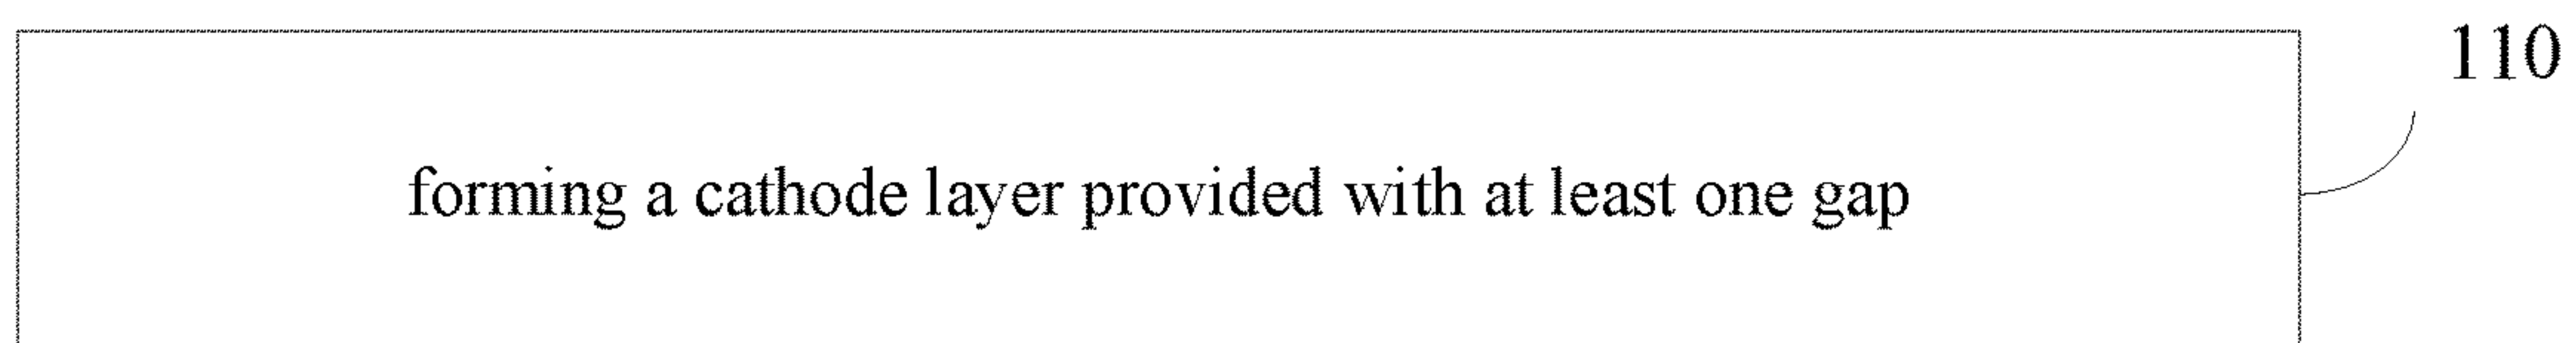 110
forming a cathode layer provided with at least one gap